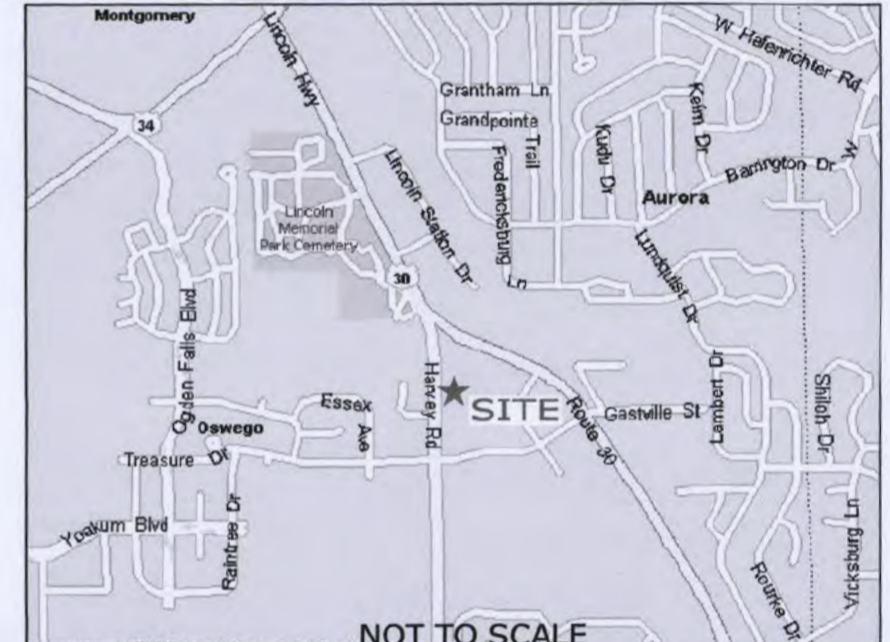 Montgomery
Lincoln Hwy
W Hafenrichter Rd
Grantham Ln
Grandpointe
Trail
Keim Dr
34
Kudu Dr
Fredericksburg
Ln
Lincoln Station Dr
Barrington Dr
W
Aurora
Lincoln
Memorial
Park Cemetery
30
Lundquist Dr
Ogden Falls Blvd
Harvey Rd
SITE
Essex
Ave
Route 30
Gastville St
Lambert Dr
Shiloh Dr
Oswego
Treasure Dr
Yoakum Blvd
Raintree Dr
Vicksburg Ln
Rourke Dr
NOT TO SCALE